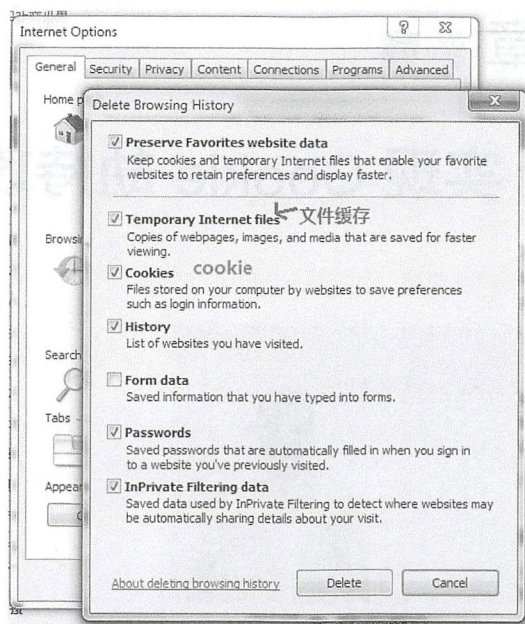 Internet Options
General Security Privacy Content Connections Programs Advanced
Home p
Delete Browsing History
Preserve Favorites website data
Keep cookies and temporary Internet files that enable your favorite
websites to retain preferences and display faster.
Temporary Internet files 文件缓存
Copies of webpages, images, and media that are saved for faster
viewing.
Browsin
Cookies cookie
Files stored on your computer by websites to save preferences
such as login information.
History
List of websites you have visited.
Search
Form data
Saved information that you have typed into forms.
Tabs
Passwords
Saved passwords that are automatically filled in when you sign in
to a website you've previously visited.
Appear
InPrivate Filtering data
Saved data used by InPrivate Filtering to detect where websites may
be automatically sharing details about your visit.
About deleting browsing history Delete Cancel